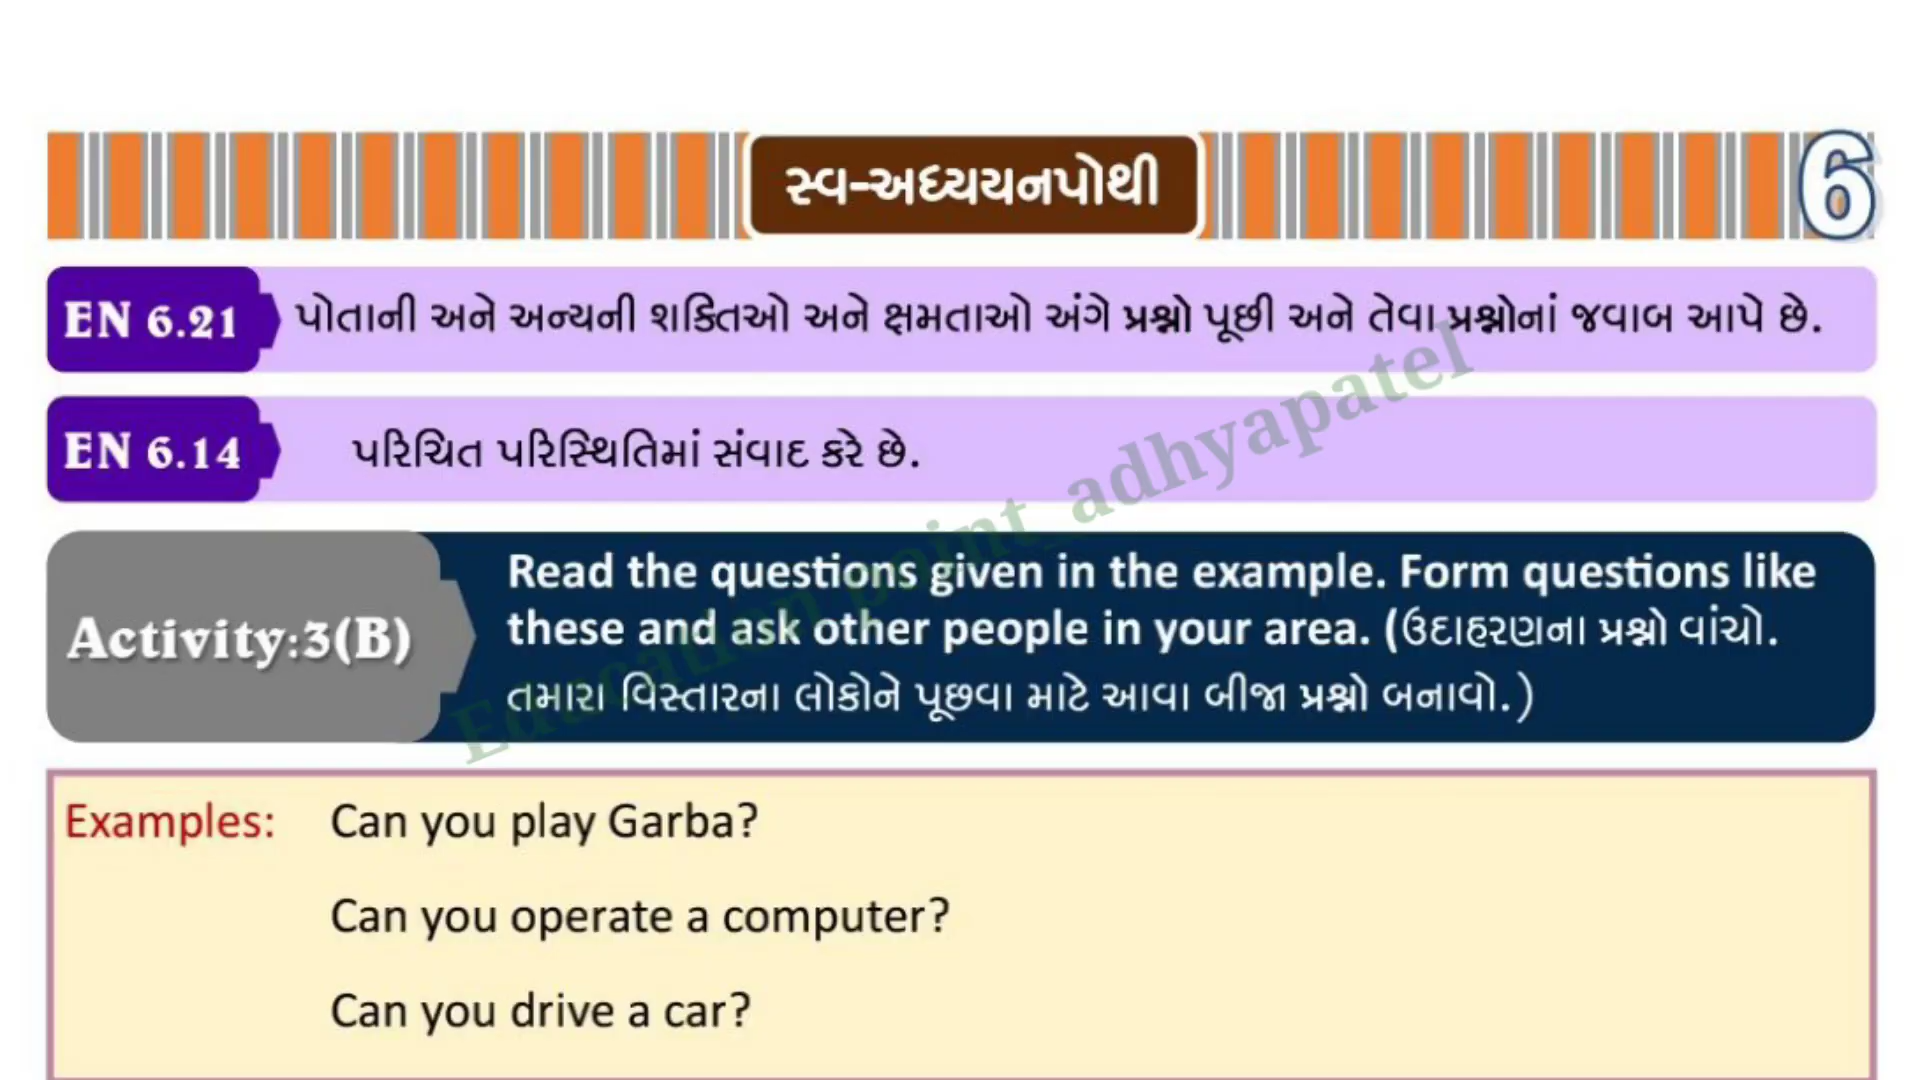 સ્વ-અધ્યયનપોથી
6
EN 6.21 પોતાની અને અન્યની શક્તિઓ અને ક્ષમતાઓ અંગે પ્રશ્નો પૂછી અને તેવા પ્રશ્નોનાં જવાબ આપે છે.
EN 6.14 પરિચિત પરિસ્થિતિમાં સંવાદ કરે છે.
Activity:3(B)
Read the questions given in the example. Form questions like
these and ask other people in your area. (ઉદાહરણના પ્રશ્નો વાંચો.
તમારા વિસ્તારના લોકોને પૂછવા માટે આવા બીજા પ્રશ્નો બનાવો.)
Education point_adhyapatel
Examples: Can you play Garba?
Can you operate a computer?
Can you drive a car?